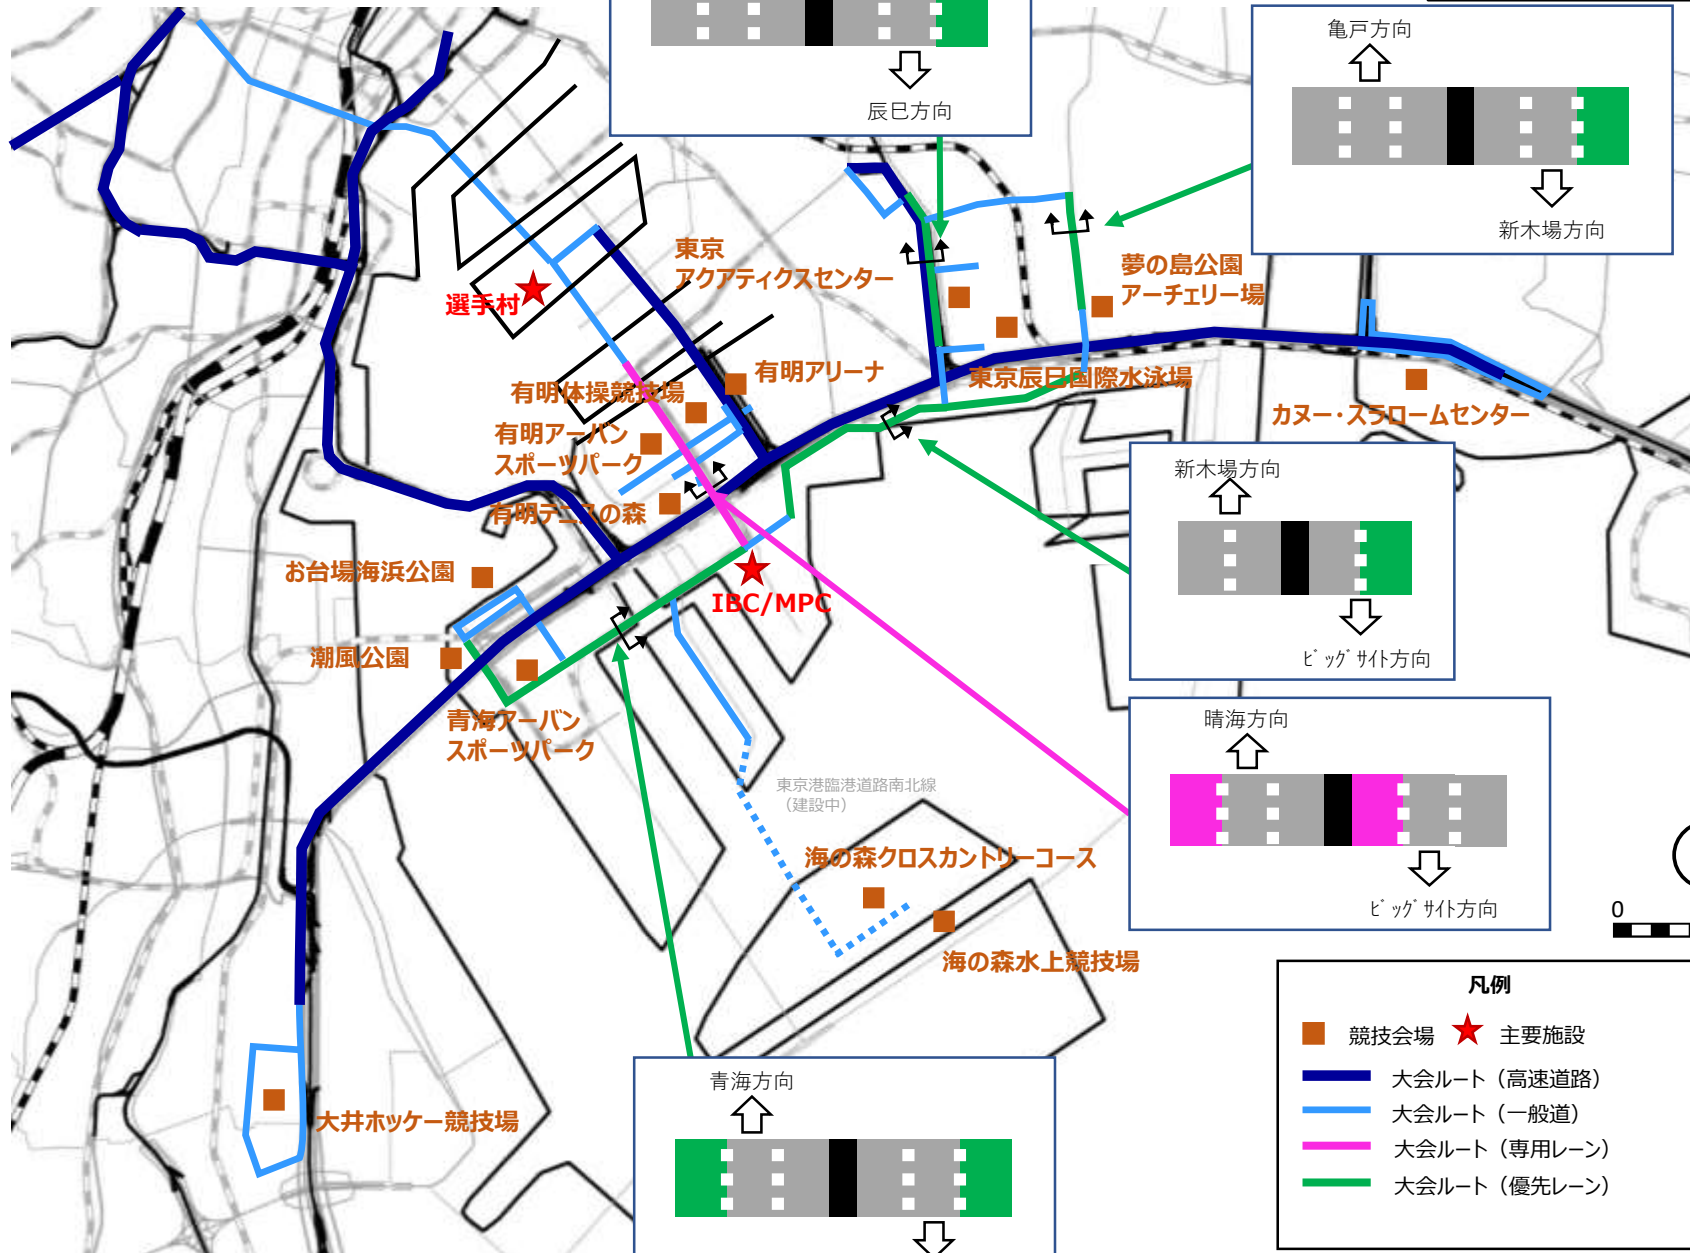 辰巳方向
亀戸方向
新木場方向
東京
アクアティクスセンター
夢の島公園
アーチェリー場
選手村
有明アリーナ
有明体操競技場
東京辰巳国際水泳場
カヌー・スラロームセンター
有明アーバン
スポーツパーク
有明テニスの森
新木場方向
ビッグサイト方向
お台場海浜公園
IBC/MPC
潮風公園
青海アーバン
スポーツパーク
晴海方向
ビッグサイト方向
東京港臨港道路南北線
（建設中）
海の森クロスカントリーコース
海の森水上競技場
0
青海方向
大井ホッケー競技場
凡例
競技会場
主要施設
大会ルート（高速道路）
大会ルート（一般道）
大会ルート（専用レーン）
大会ルート（優先レーン）